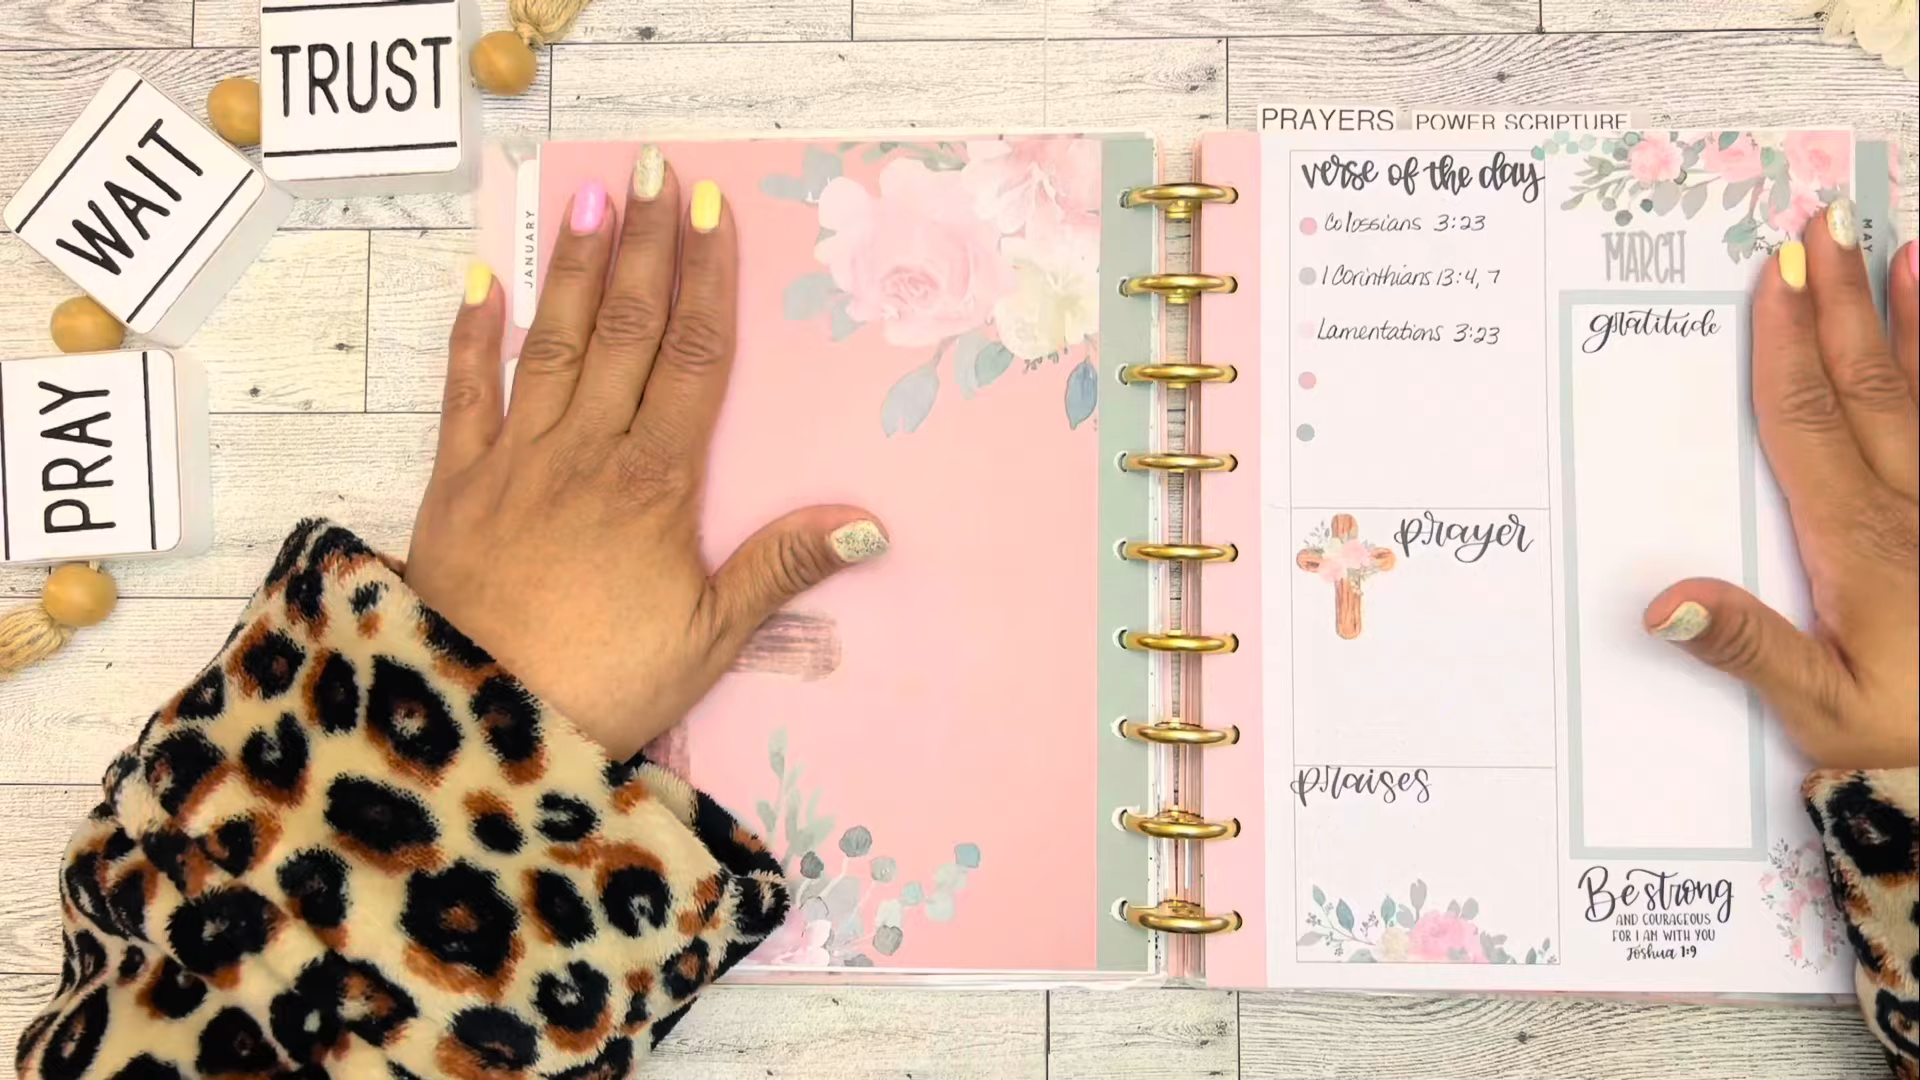 TRUST
WAIT
PRAY
JANUARY
PRAYERS
POWER SCRIPTURE
verse of the day
Colossians 3:23
1 Corinthians 13:4, 7
Lamentations 3:23
prayer
praises
MARCH
MAY
gratitude
Be strong
AND COURAGEOUS
FOR I AM WITH YOU
Joshua 1:9